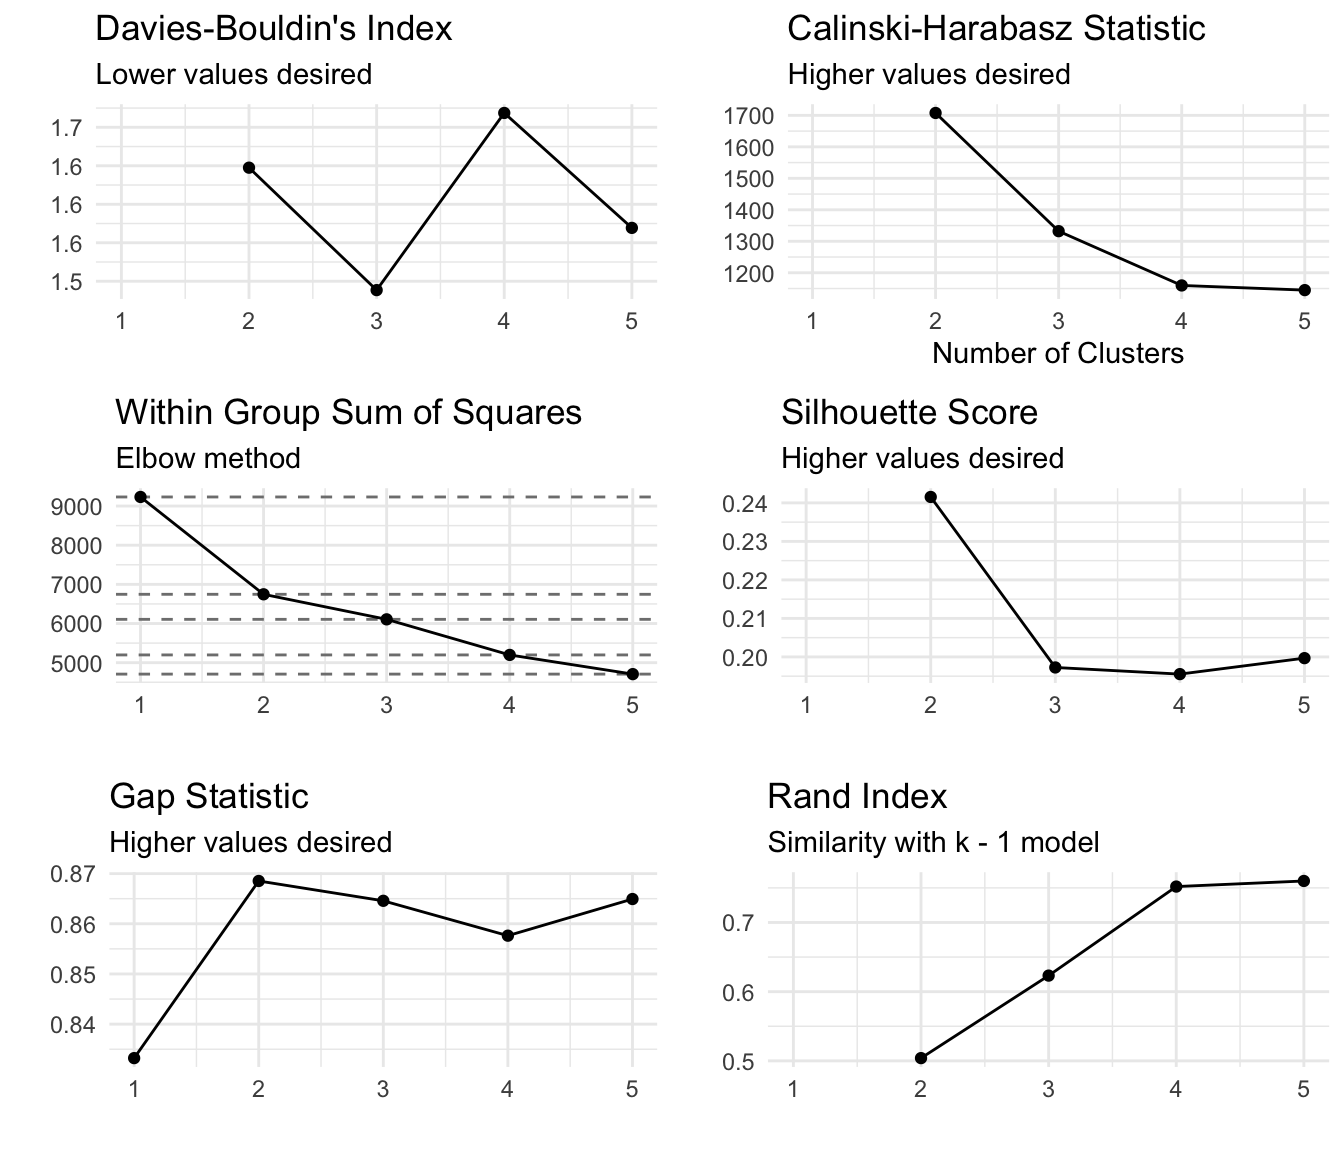 Davies-Bouldin's Index
Lower values desired
1.7
1.6
1.6
1.6
1.5
1 2 3 4 5
Calinski-Harabasz Statistic
Higher values desired
1700
1600
1500
1400
1300
1200
1 2 3 4 5
Number of Clusters
Within Group Sum of Squares
Elbow method
9000
8000
7000
6000
5000
1 2 3 4 5
Silhouette Score
Higher values desired
0.24
0.23
0.22
0.21
0.20
1 2 3 4 5
Gap Statistic
Higher values desired
0.87
0.86
0.85
0.84
1 2 3 4 5
Rand Index
Similarity with k - 1 model
0.7
0.6
0.5
1 2 3 4 5